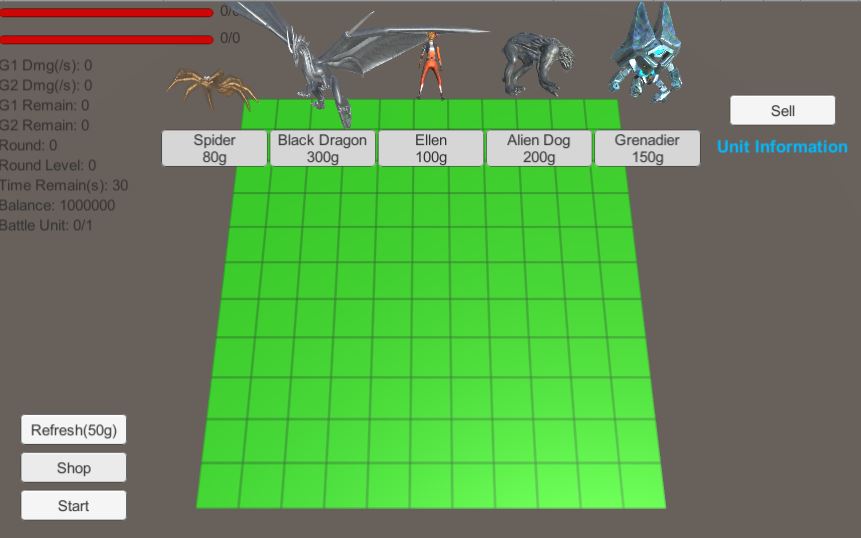 0/0
0/0
G1 Dmg(/s): 0
G2 Dmg(/s): 0
G1 Remain: 0
G2 Remain: 0
Round: 0
Round Level: 0
Time Remain(s): 30
Balance: 1000000
Battle Unit: 0/1
Spider
80g
Black Dragon
300g
Ellen
100g
Alien Dog
200g
Grenadier
150g
Sell
Unit Information
Refresh(50g)
Shop
Start